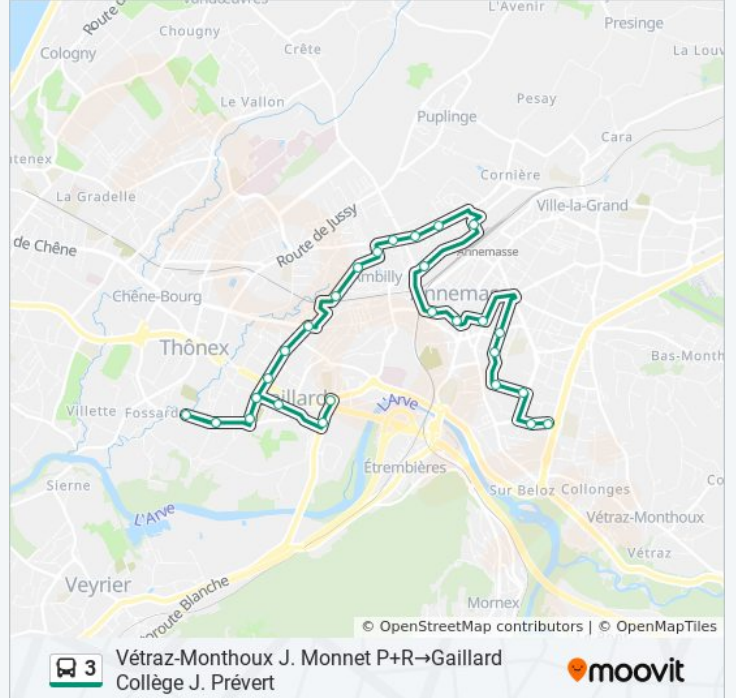 Route d
Vandœuvres
L'Avenir
Chougny
Presinge
Cologny
Crête
La Louv
Le Vallon
Pesay
Puplinge
Cara
tenex
Cornière
La Gradelle
Ville-la-Grand
Route de Jussy
de Chêne
Annemasse
Ambilly
Chêne-Bourg
Annema
Thônex
Bas-Month
Gaillard
L'Arve
Villette
Fossard
Étrembières
Sierne
Sur Beloz
Collonges
Co
L'Arve
Vétraz-Monthoux
Vétraz
Veyrier
oroute Blanche
Mornex
© OpenStreetMap contributors | © OpenMapTiles
3
Vétraz-Monthoux J. Monnet P+R→Gaillard
Collège J. Prévert
moovit